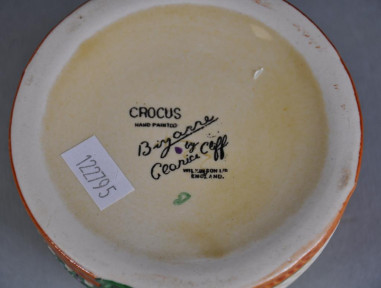 CROCUS
HAND PAINTED
Bizarre
by
Clarice Cliff
WILKINSON LTD
ENGLAND.
122795